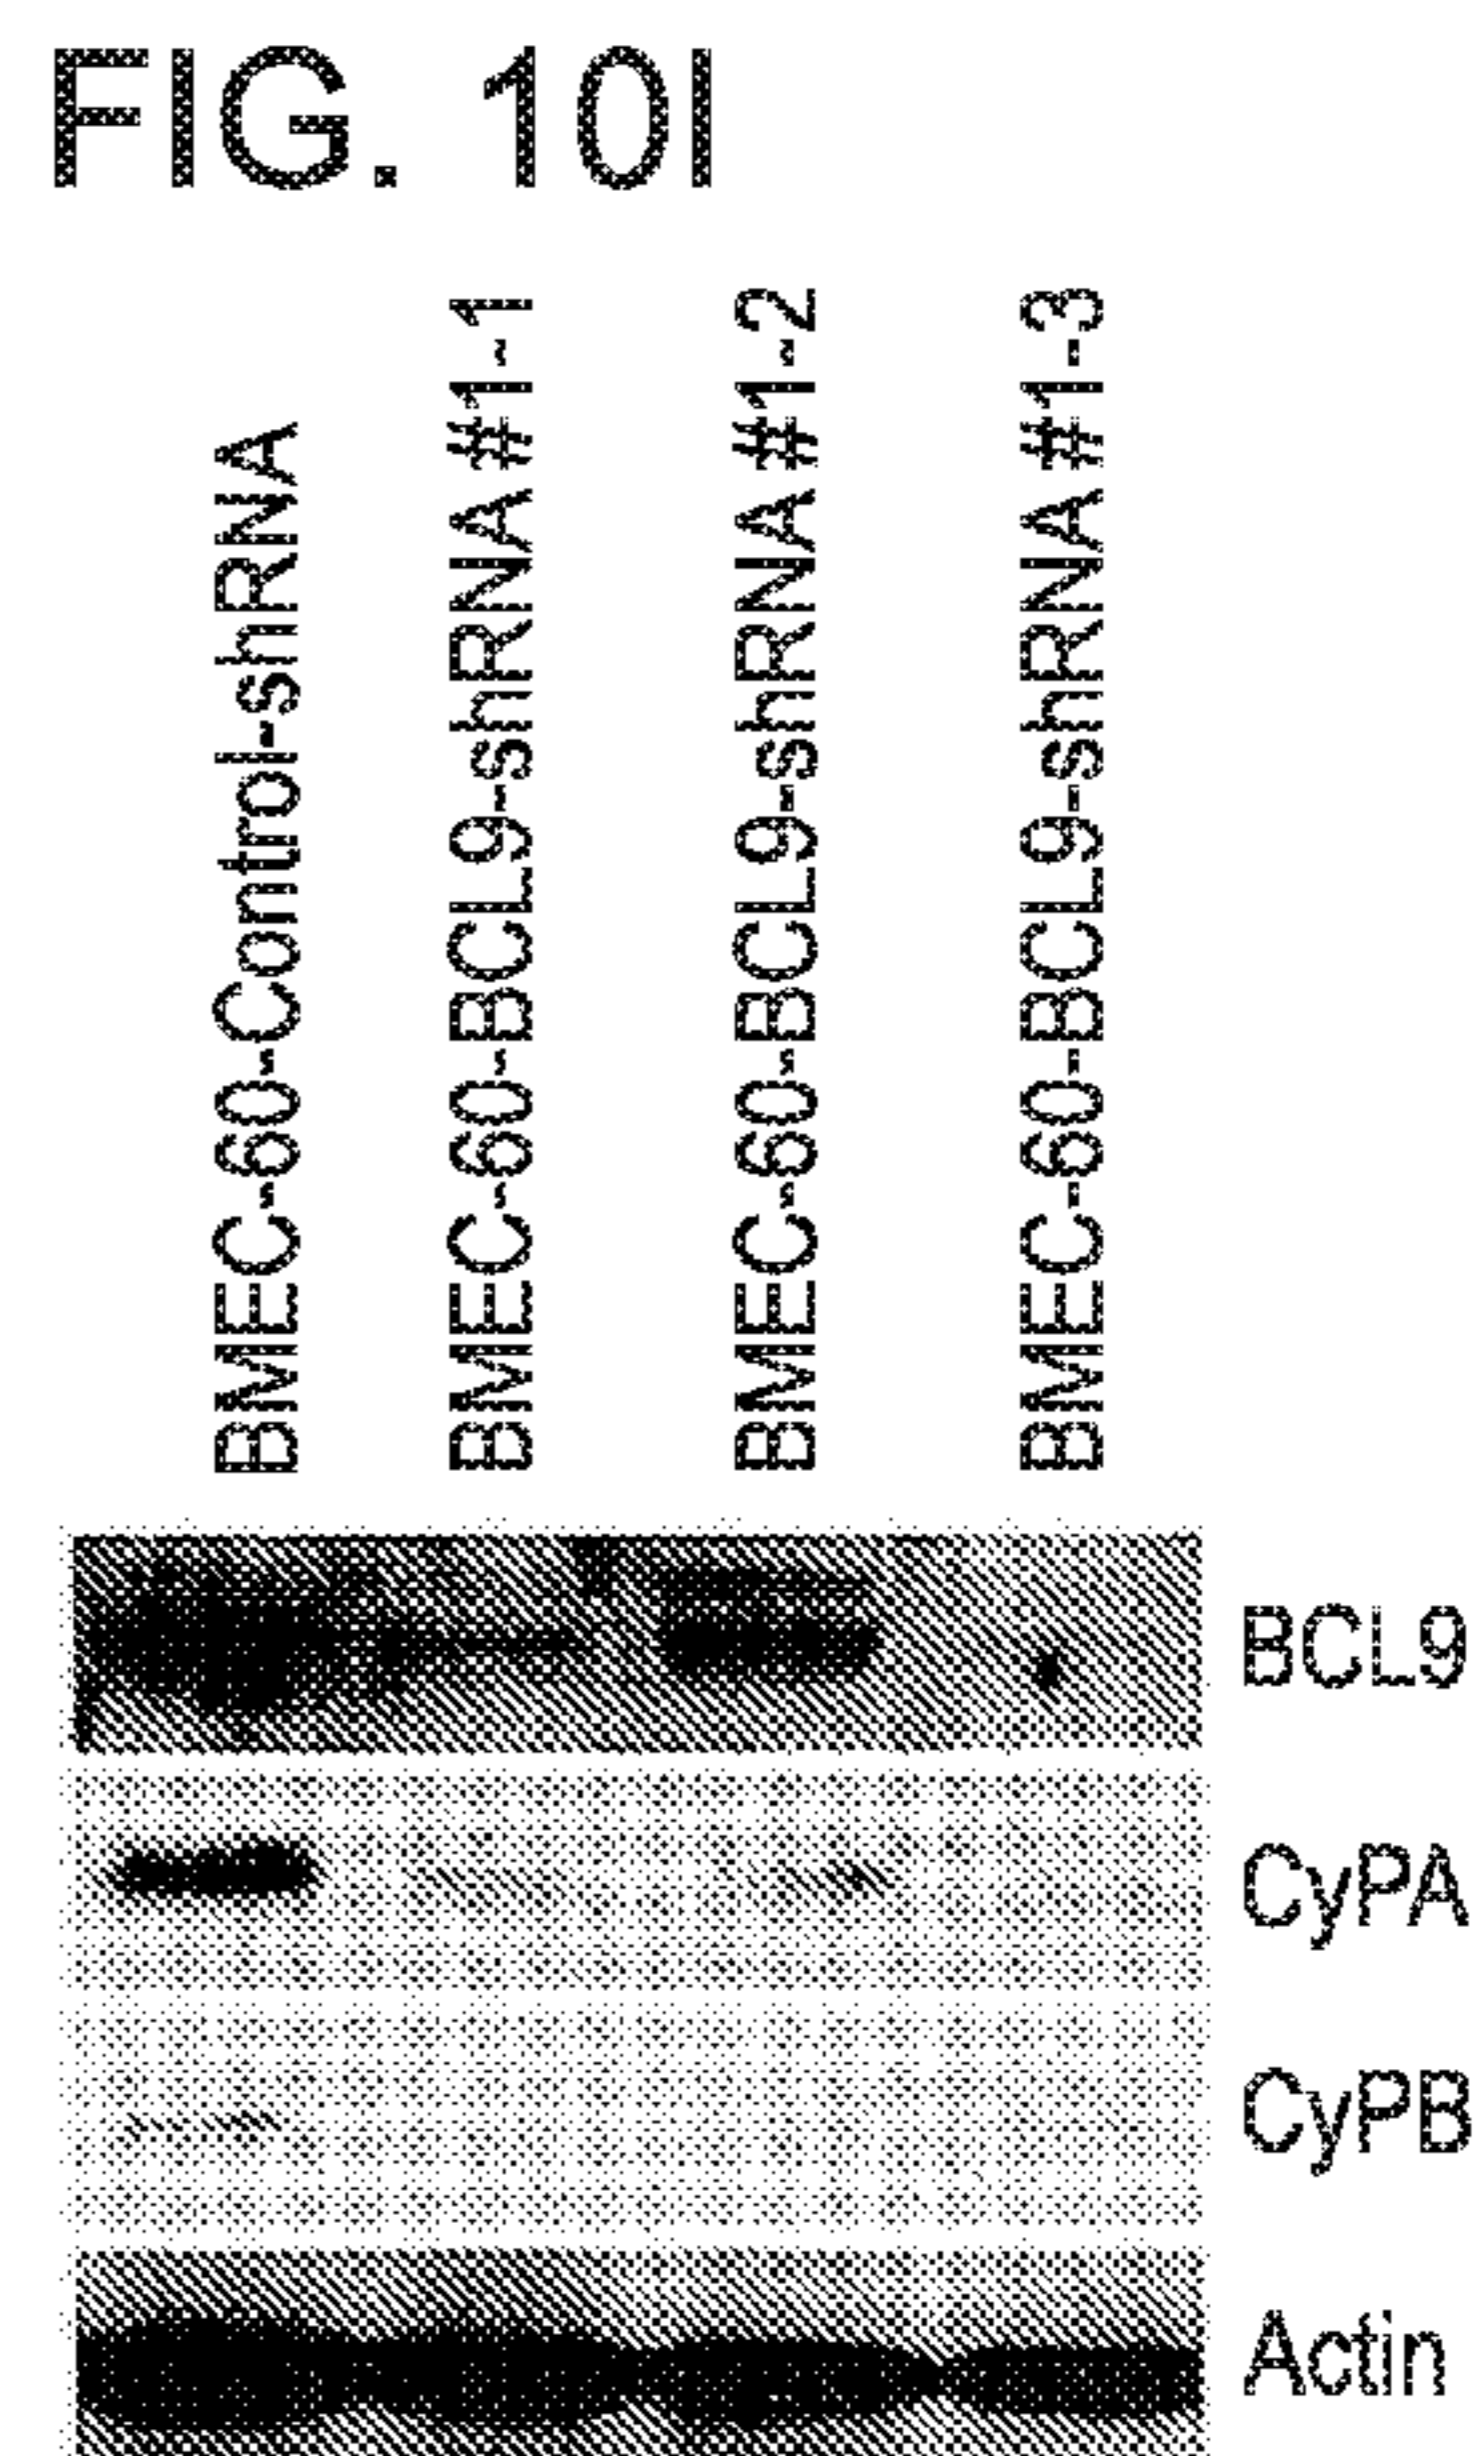 FIG. 10I
BMEC-60-Control-shRNA
BMEC-60-BCL9-shRNA #1-1
BMEC-60-BCL9-shRNA #1-2
BMEC-60-BCL9-shRNA #1-3
BCL9
CyPA
CyPB
Actin